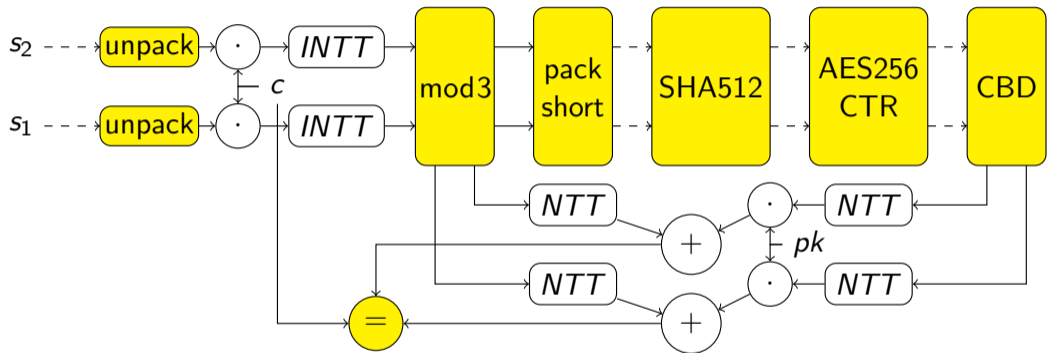 s2 unpack · INTT mod3 pack short SHA512 AES256 CTR CBD
c
s1 unpack · INTT
NTT · NTT
+ pk
NTT · NTT
= +